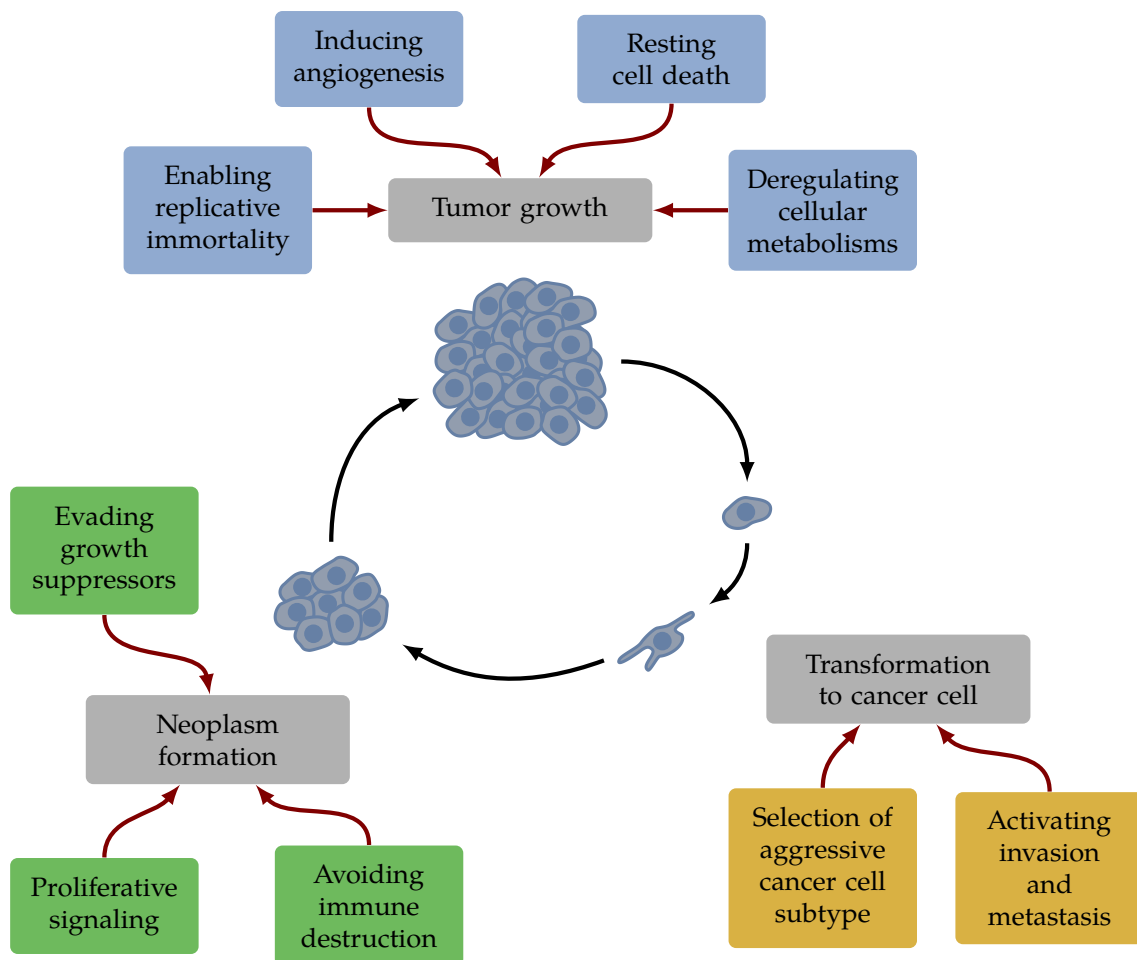 Inducing
angiogenesis
Resting
cell death
Enabling
replicative
immortality
Tumor growth
Deregulating
cellular
metabolisms
Evading
growth
suppressors
Transformation
to cancer cell
Neoplasm
formation
Proliferative
signaling
Avoiding
immune
destruction
Selection of
aggressive
cancer cell
subtype
Activating
invasion
and
metastasis